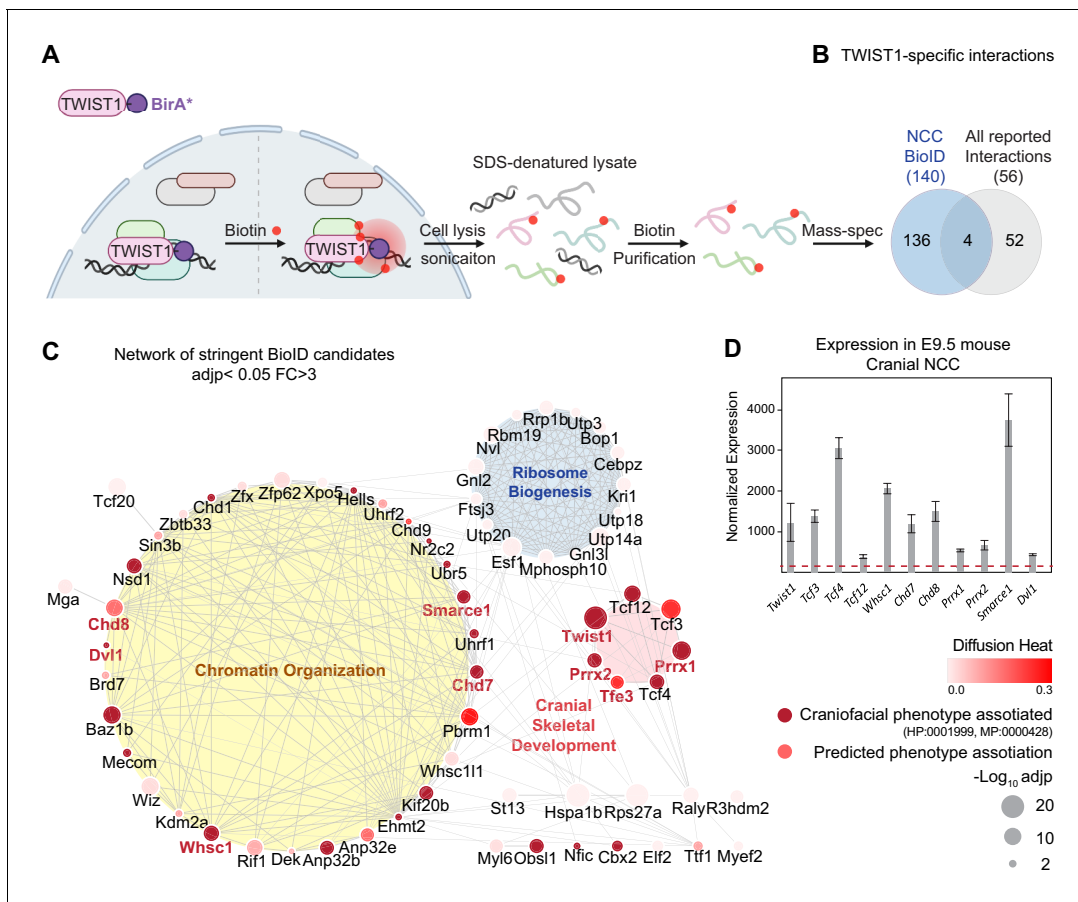 A
TWIST1
BirA*
TWIST1
Biotin
TWIST1
Cell lysis
sonicaiton
SDS-denatured lysate
Biotin
Purification
Mass-spec
B
TWIST1-specific interactions
NCC
BioID
(140)
All reported
Interactions
(56)
136
4
52
C
Network of stringent BioID candidates
adjp< 0.05 FC>3
Tcf20
Zbtb33
Sin3b
Nsd1
Mga
Chd8
Dvl1
Brd7
Baz1b
Mecom
Wiz
Kdm2a
Whsc1
Rif1
Dek
Anp32b
Anp32e
Ehmt2
Kif20b
Whsc1l1
Pbrm1
Chd7
Uhrf1
Smarce1
Ubr5
Nr2c2
Chd9
Uhrf2
Hells
Xpo5
Zfp62
Zfx
Chd1
Chromatin Organization
Rrp1b
Utp3
Bop1
Cebpz
Kri1
Utp18
Utp14a
Gnl3l
Mphosph10
Esf1
Utp20
Ftsj3
Gnl2
Nvl
Rbm19
Ribosome
Biogenesis
Tcf12
Tcf3
Twist1
Prrx1
Prrx2
Tfe3
Tcf4
Cranial
Skeletal
Development
St13
Hspa1b
Rps27a
Raly
R3hdm2
Myl6
Obsl1
Nfic
Cbx2
Elf2
Ttf1
Myef2
D
Expression in E9.5 mouse
Cranial NCC
Normalized Expression
4000
3000
2000
1000
Twist1
Tcf3
Tcf4
Tcf12
Whsc1
Chd7
Chd8
Prrx1
Prrx2
Smarce1
Dvl1
Diffusion Heat
0.0
0.3
Craniofacial phenotype assotiated
(HP:0001999, MP:0000428)
Predicted phenotype assotiation
-Log10 adjp
20
10
2